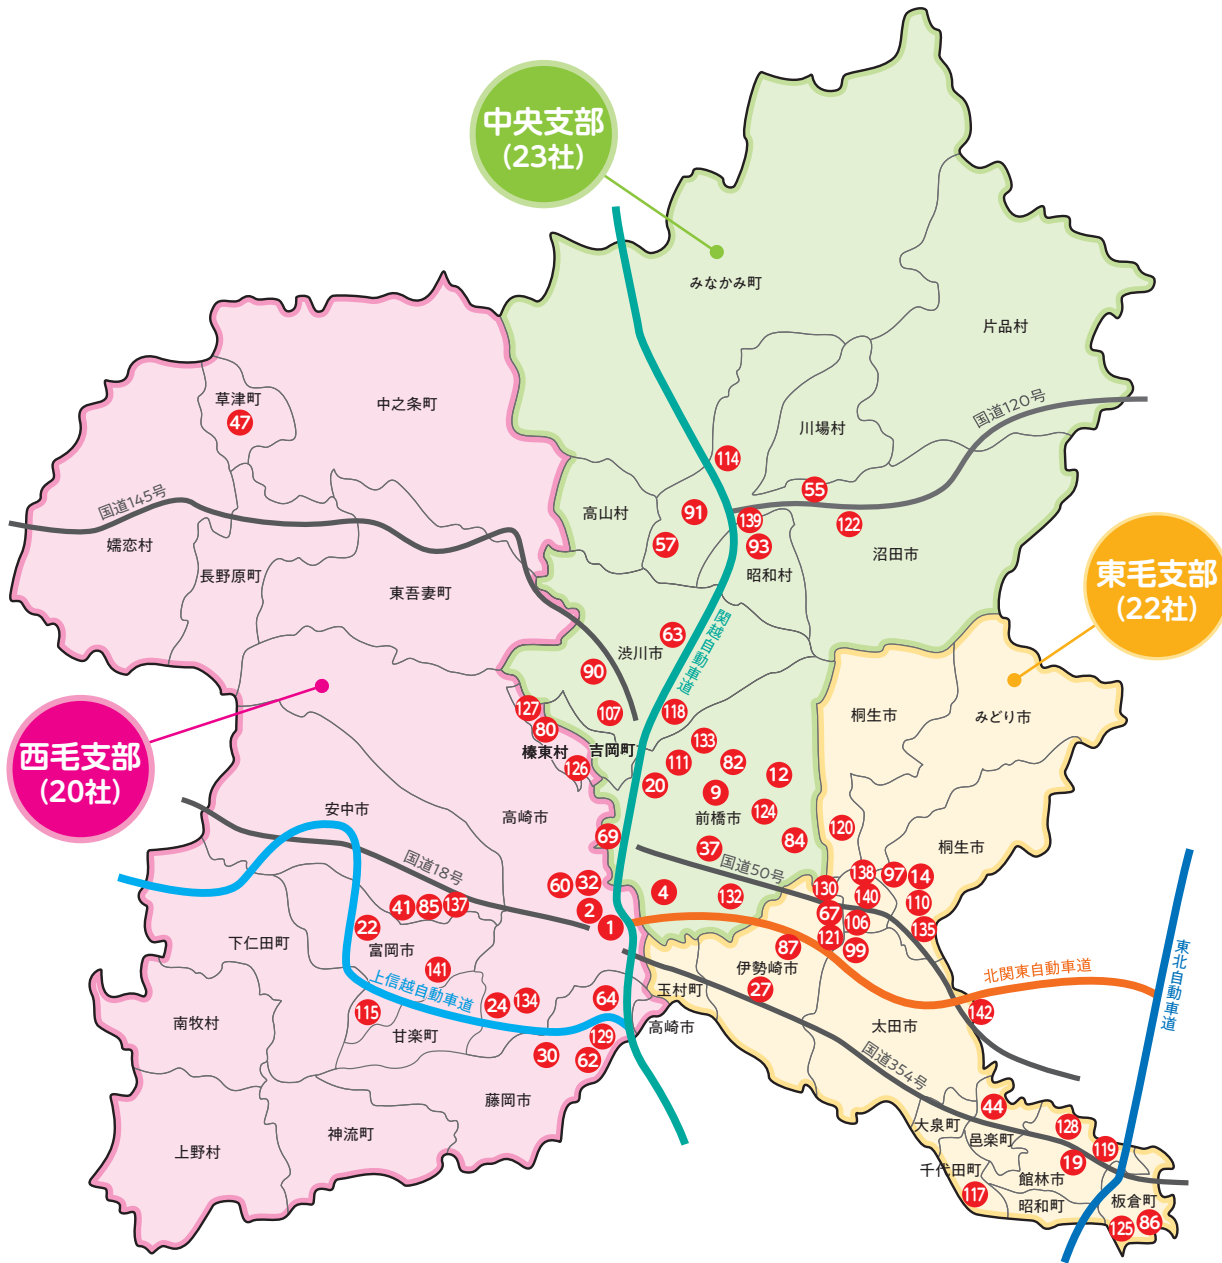 中央支部
(23社)
みなかみ町
片品村
草津町
47
中之条町
川場村
国道120号
114
55
国道145号
高山村
91
139
122
57
93
沼田市
嬬恋村
昭和村
長野原町
東吾妻町
東毛支部
(22社)
63
渋川市
関越自動車道
90
127
107
118
桐生市
みどり市
80
榛東村
吉岡町
133
西毛支部
(20社)
126
111
82
12
20
9
124
前橋市
安中市
高崎市
69
120
84
37
桐生市
国道18号
国道50号
138
97
14
60
32
4
132
130
140
110
41
85
137
2
67
106
22
1
121
135
下仁田町
富岡市
87
99
東北自動車道
141
伊勢崎市
北関東自動車道
上信越自動車道
27
玉村町
24
134
64
115
142
南牧村
高崎市
太田市
甘楽町
129
30
62
国道354号
藤岡市
44
大泉町
128
神流町
邑楽町
119
上野村
19
千代田町
館林市
117
昭和町
板倉町
125
86